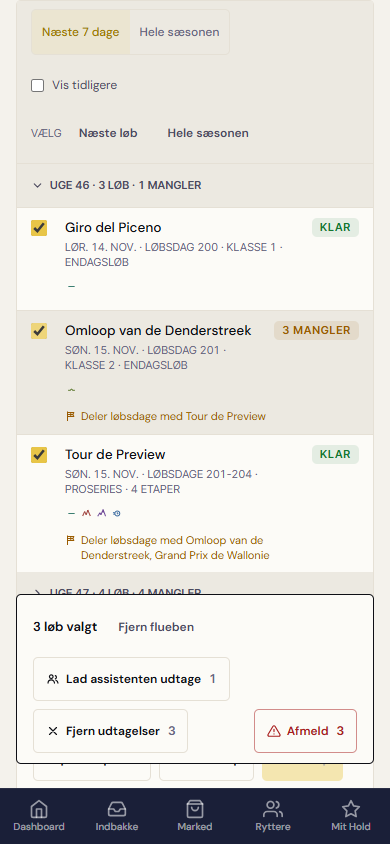 Næste 7 dage Hele sæsonen
Vis tidligere
VÆLG Næste løb Hele sæsonen
UGE 46 · 3 LØB · 1 MANGLER
Giro del Piceno KLAR
LØR. 14. NOV. · LØBSDAG 200 · KLASSE 1 ·
ENDAGSLØB
Omloop van de Denderstreek 3 MANGLER
SØN. 15. NOV. · LØBSDAG 201 ·
KLASSE 2 · ENDAGSLØB
Deler løbsdage med Tour de Preview
Tour de Preview KLAR
SØN. 15. NOV. · LØBSDAGE 201-204 ·
PROSERIES · 4 ETAPER
Deler løbsdage med Omloop van de
Denderstreek, Grand Prix de Wallonie
UGE 47 · 4 LØB · 4 MANGLER
3 løb valgt Fjern flueben
Lad assistenten udtage 1
Fjern udtagelser 3 Afmeld 3
Dashboard Indbakke Marked Ryttere Mit Hold